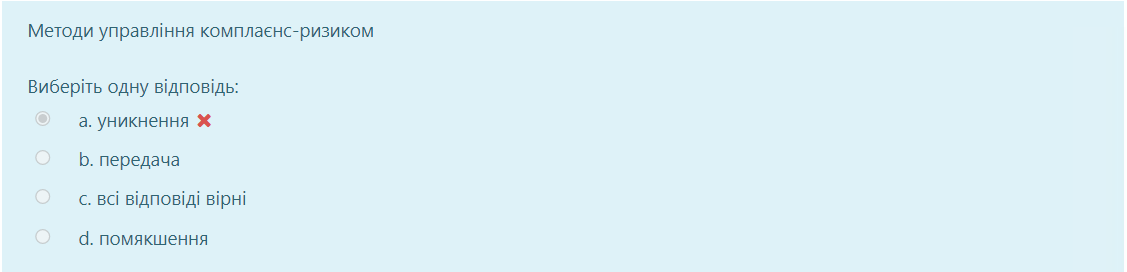 Методи управління комплаєнс-ризиком
Виберіть одну відповідь:
a. уникнення
b. передача
c. всі відповіді вірні
d. помякшення